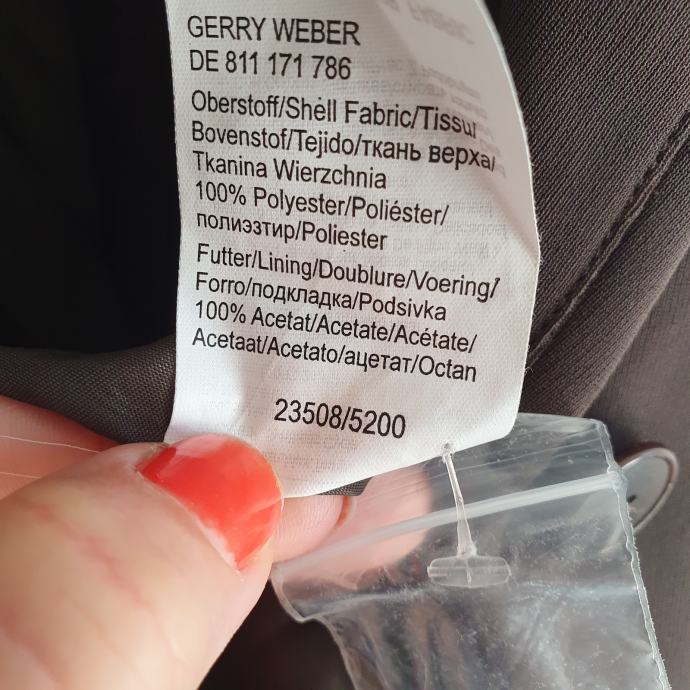 GERRY WEBER
DE 811 171 786
Oberstoff/Shell Fabric/Tissu/
Bovenstof/Tejido/ткань верха/
Tkanina Wierzchnia
100% Polyester/Poliéster/
полиэзтир/Poliester
Futter/Lining/Doublure/Voering/
Forro/подкладка/Podsivka
100% Acetat/Acetate/Acétate/
Acetaat/Acetato/ацетат/Octan
23508/5200